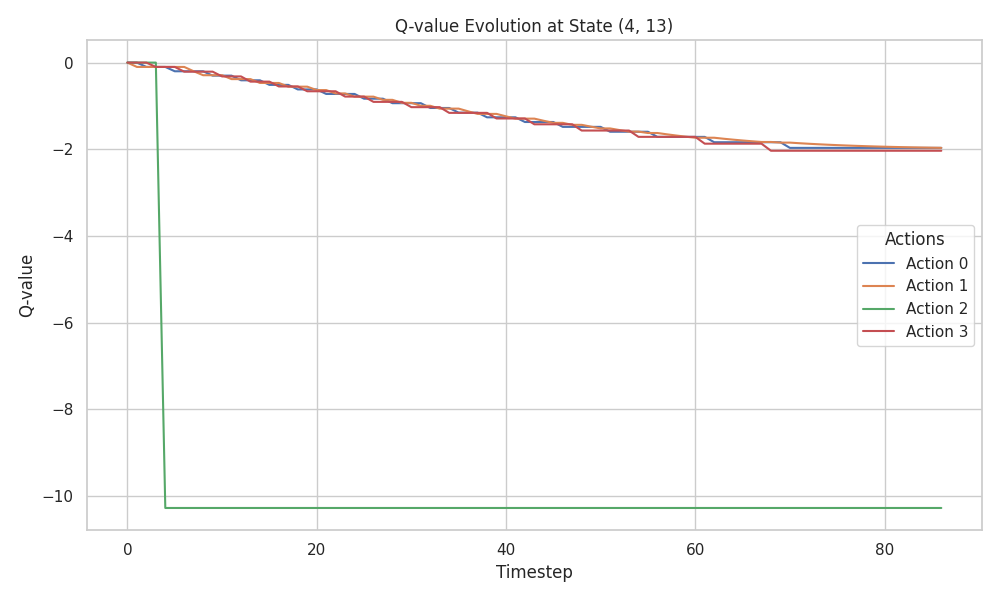 Q-value Evolution at State (4, 13)
0
−2
−4
−6
−8
−10
Q-value
Actions
Action 0
Action 1
Action 2
Action 3
0
20
40
60
80
Timestep